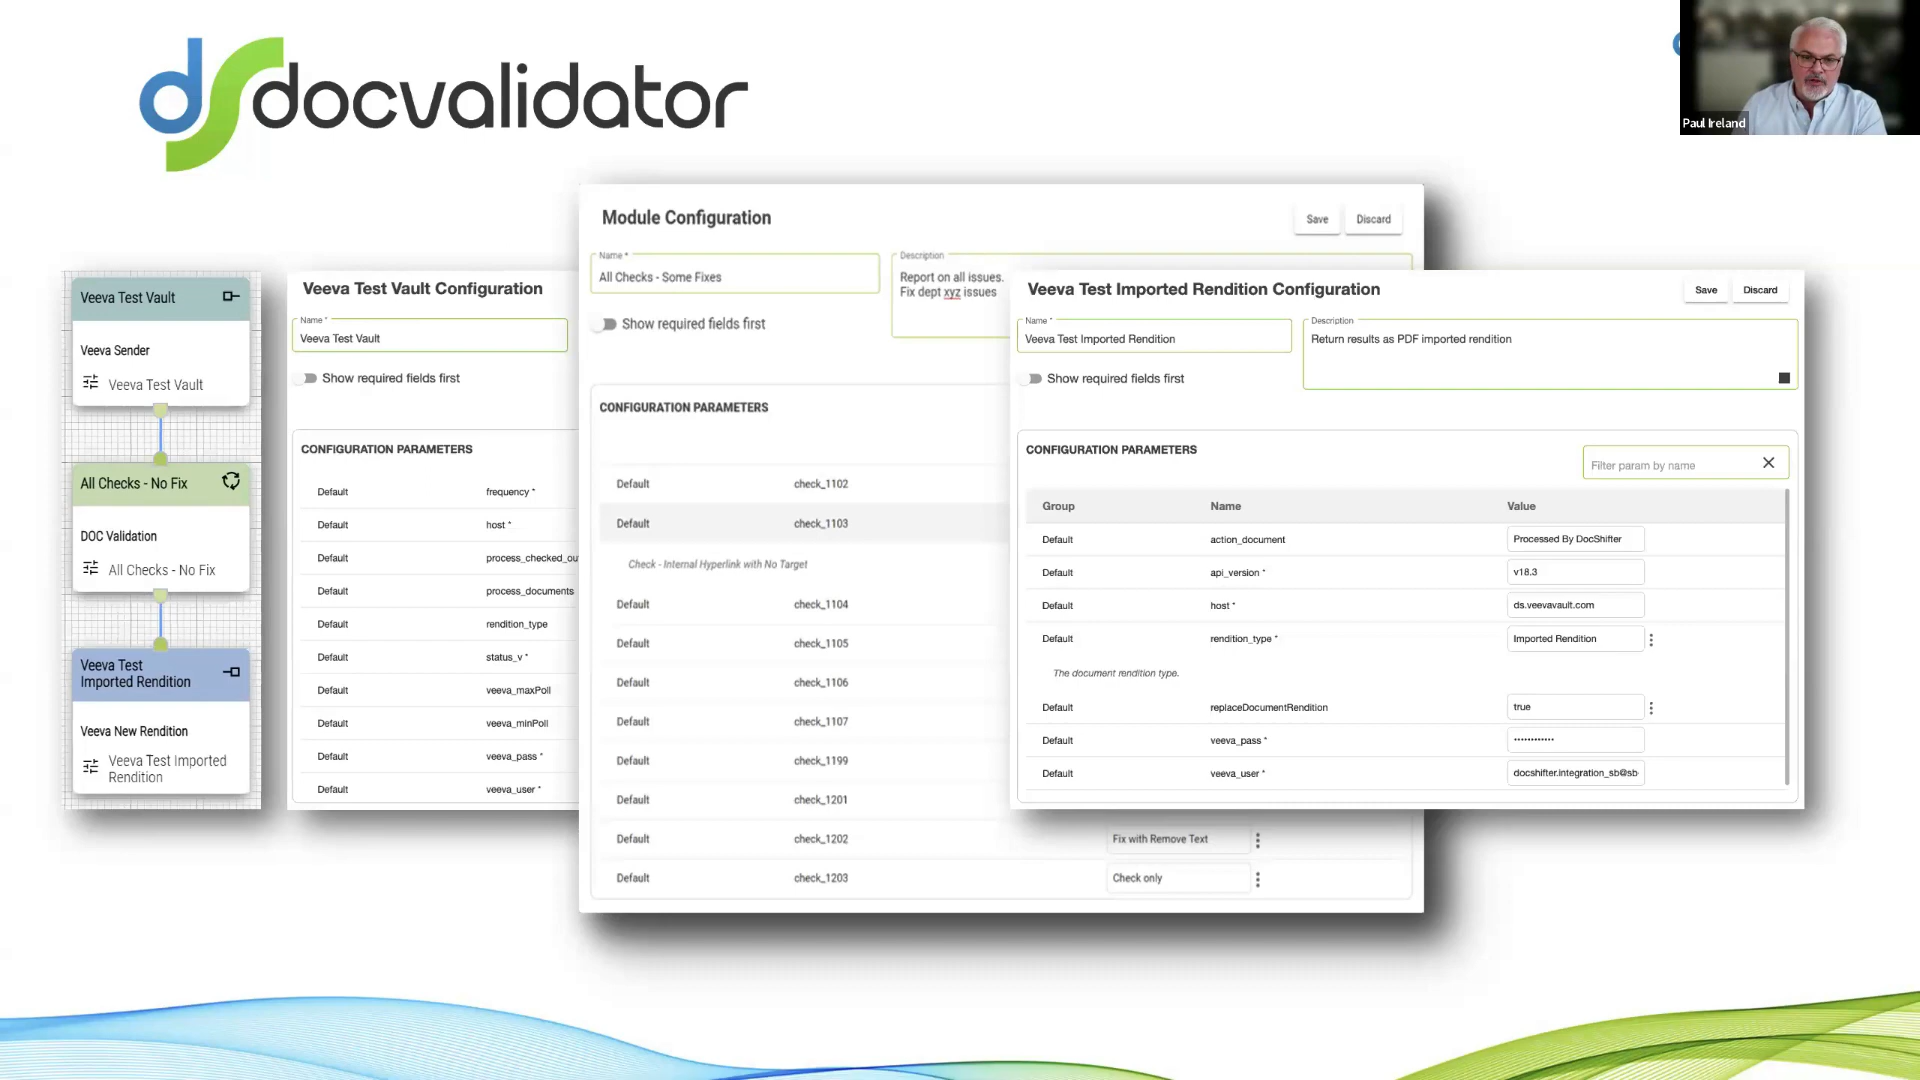 docvalidator
Paul Ireland
Veeva Test Vault
Veeva Sender
Veeva Test Vault
All Checks - No Fix
DOC Validation
All Checks - No Fix
Veeva Test
Imported Rendition
Veeva New Rendition
Veeva Test Imported
Rendition
Veeva Test Vault Configuration
Name *
Veeva Test Vault
Show required fields first
CONFIGURATION PARAMETERS
Default frequency *
Default host *
Default process_checked_ou
Default process_documents
Default rendition_type
Default status_v *
Default veeva_maxPoll
Default veeva_minPoll
Default veeva_pass *
Default veeva_user *
Module Configuration
Save Discard
Name *
All Checks - Some Fixes
Description
Report on all issues.
Fix dept xyz issues
Show required fields first
CONFIGURATION PARAMETERS
Default check_1102
Default check_1103
Check - Internal Hyperlink with No Target
Default check_1104
Default check_1105
Default check_1106
Default check_1107
Default check_1199
Default check_1201
Default check_1202 Fix with Remove Text
Default check_1203 Check only
Veeva Test Imported Rendition Configuration
Save Discard
Name *
Veeva Test Imported Rendition
Description
Return results as PDF imported rendition
Show required fields first
CONFIGURATION PARAMETERS
Filter param by name
Group Name Value
Default action_document Processed By DocShifter
Default api_version * v18.3
Default host * ds.veevavault.com
Default rendition_type * Imported Rendition
The document rendition type.
Default replaceDocumentRendition true
Default veeva_pass * ••••••••••••
Default veeva_user * docshifter.integration_sb@sb